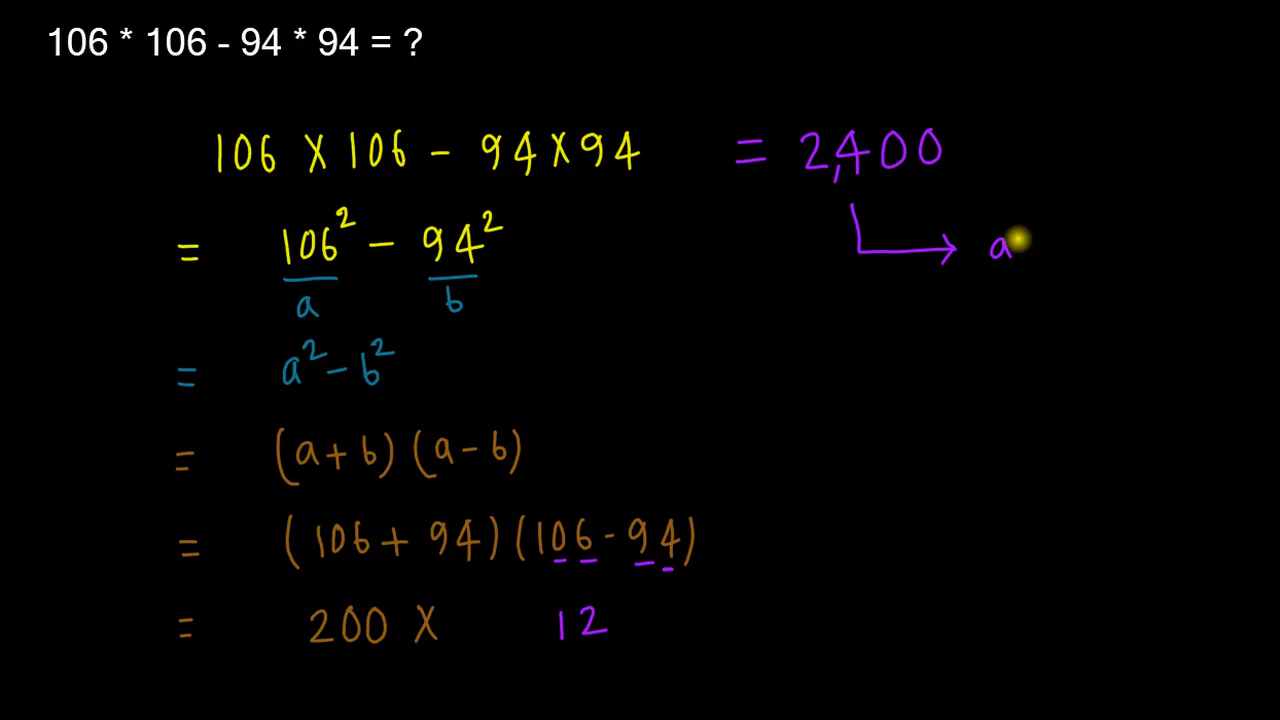 106 * 106 - 94 * 94 = ?
106 X 106 - 94 X 94 = 2,400
= 106² - 94² → a
a b
= a² - b²
= (a + b) (a - b)
= (106 + 94) (106 - 94)
= 200 X 12